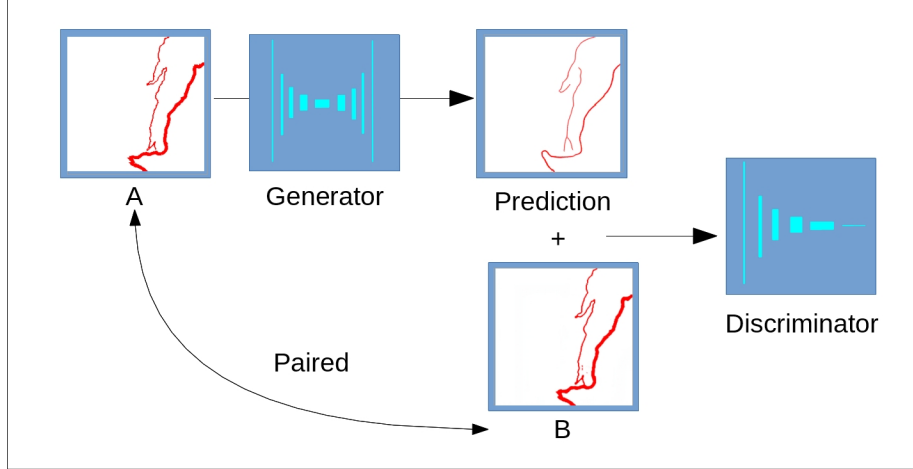 A
Generator
Prediction
+
Discriminator
Paired
B